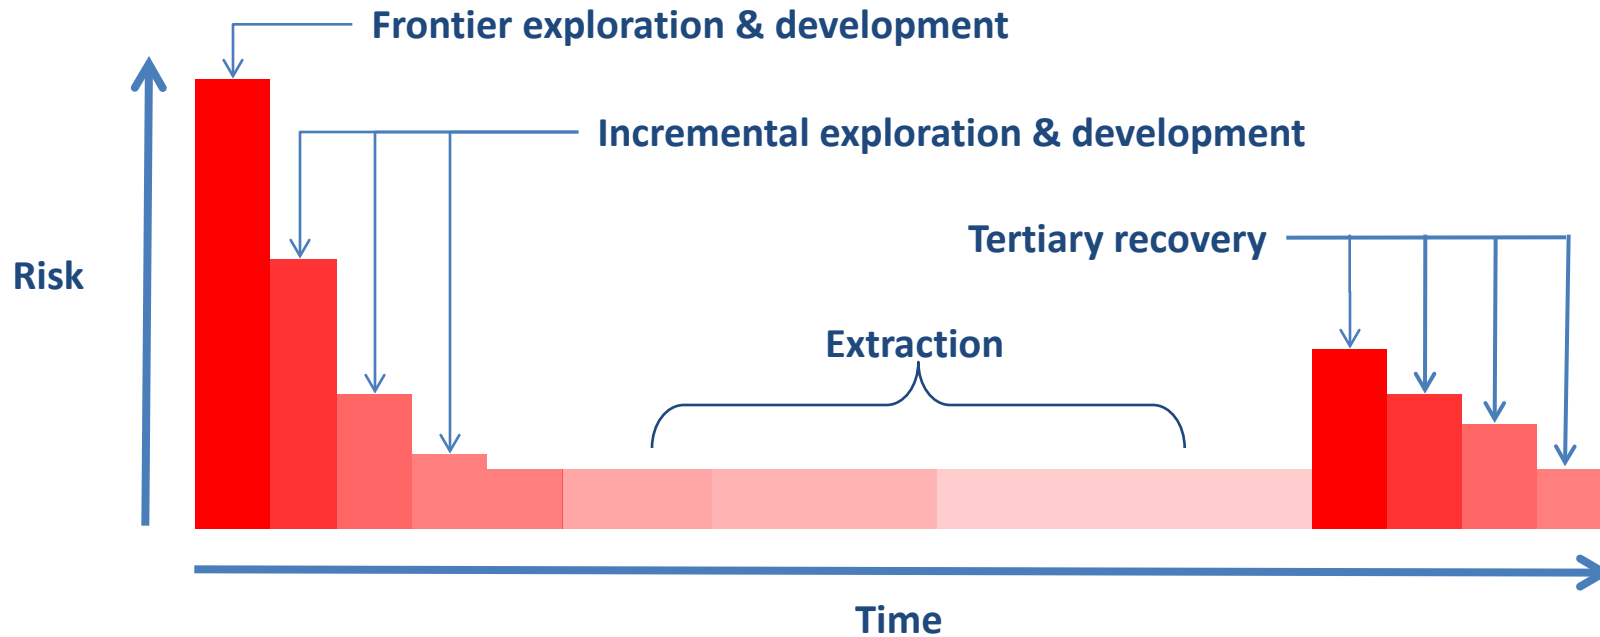 Frontier exploration & development
Incremental exploration & development
Tertiary recovery
Risk
Extraction
Time